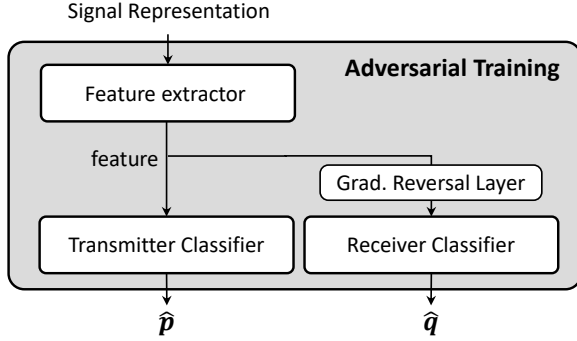 Signal Representation
Adversarial Training
Feature extractor
feature
Grad. Reversal Layer
Transmitter Classifier
Receiver Classifier
p̂
q̂